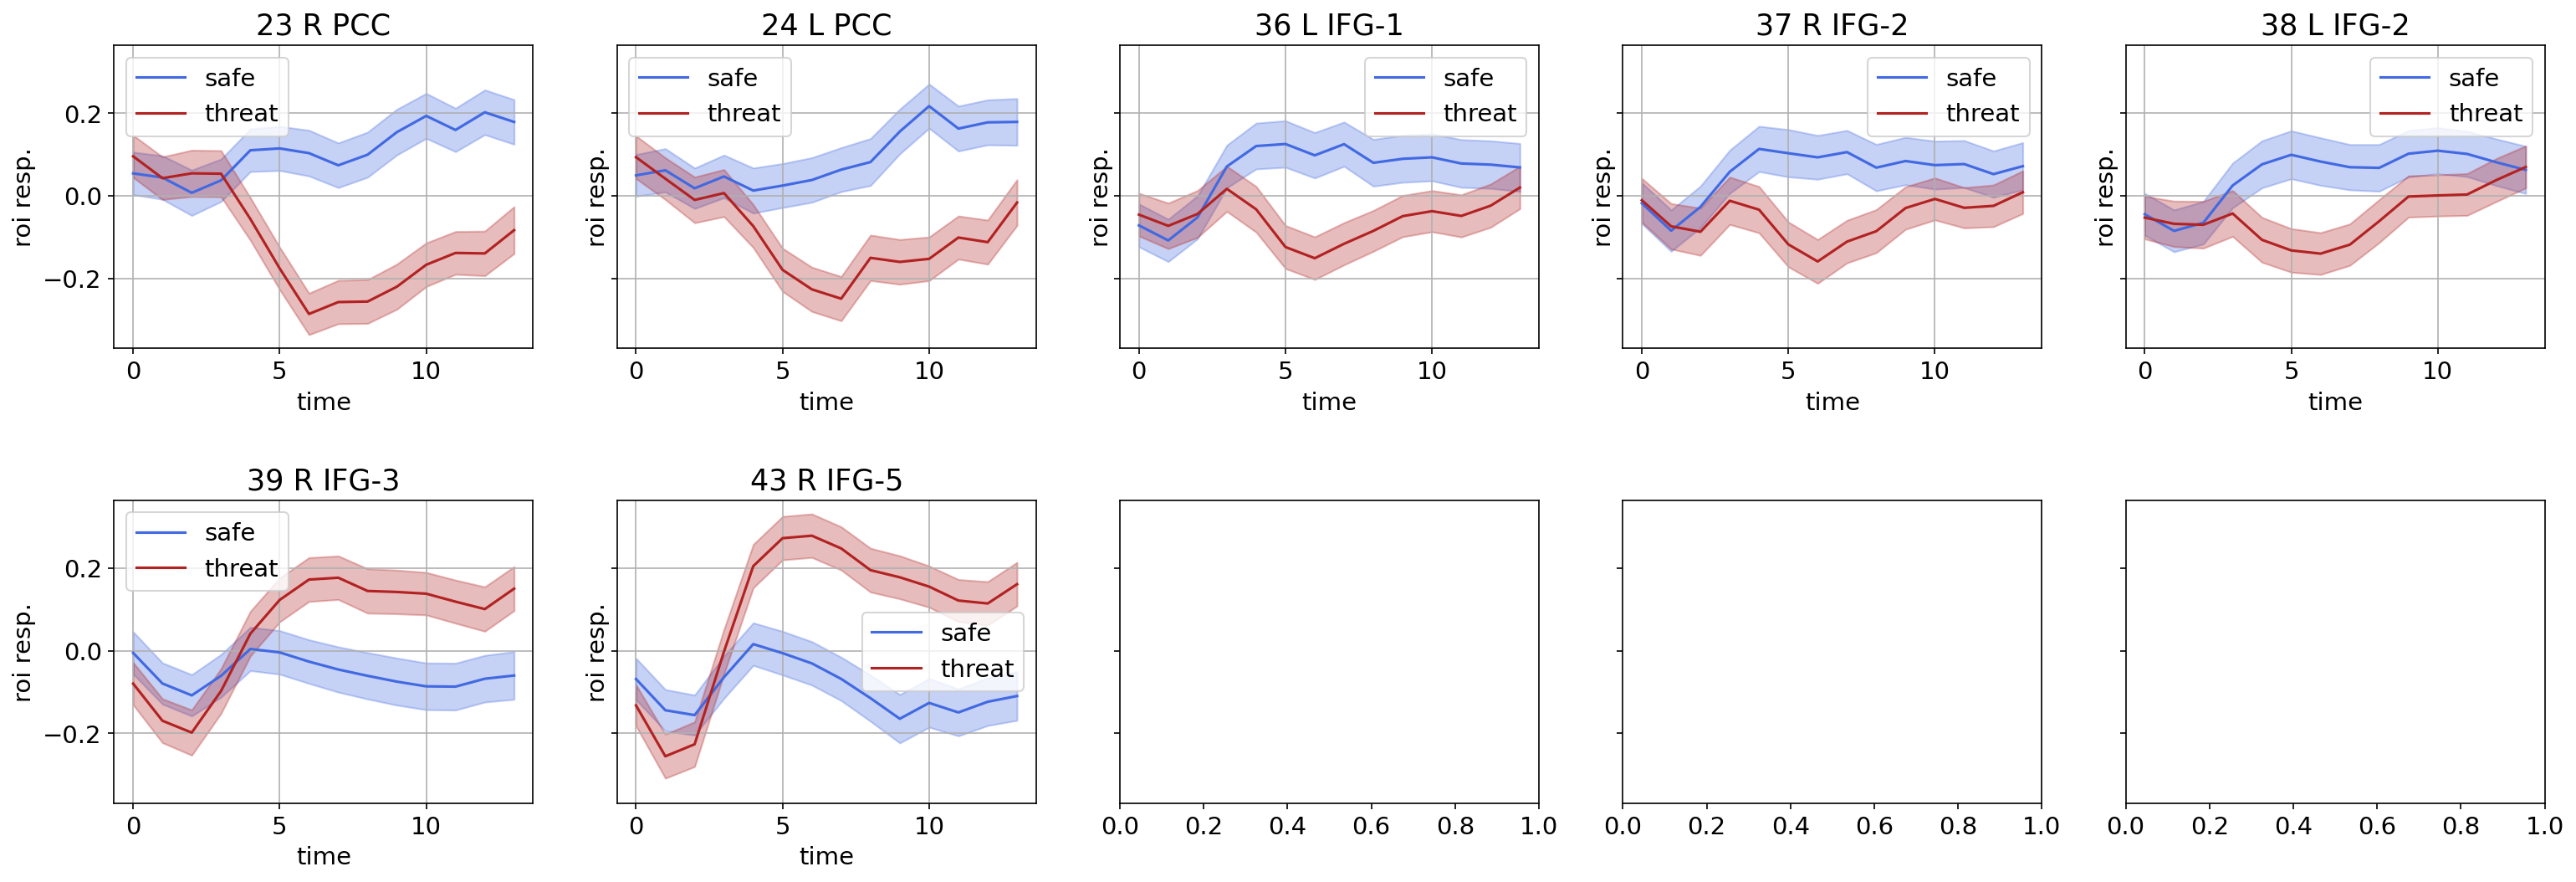 23 R PCC
safe
threat
0.2
0.0
−0.2
roi resp.
0 5 10
time
24 L PCC
safe
threat
roi resp.
0 5 10
time
36 L IFG-1
safe
threat
roi resp.
0 5 10
time
37 R IFG-2
safe
threat
roi resp.
0 5 10
time
38 L IFG-2
safe
threat
roi resp.
0 5 10
time
39 R IFG-3
safe
threat
0.2
0.0
−0.2
roi resp.
0 5 10
time
43 R IFG-5
safe
threat
roi resp.
0 5 10
time
0.0 0.2 0.4 0.6 0.8 1.0
0.0 0.2 0.4 0.6 0.8 1.0
0.0 0.2 0.4 0.6 0.8 1.0